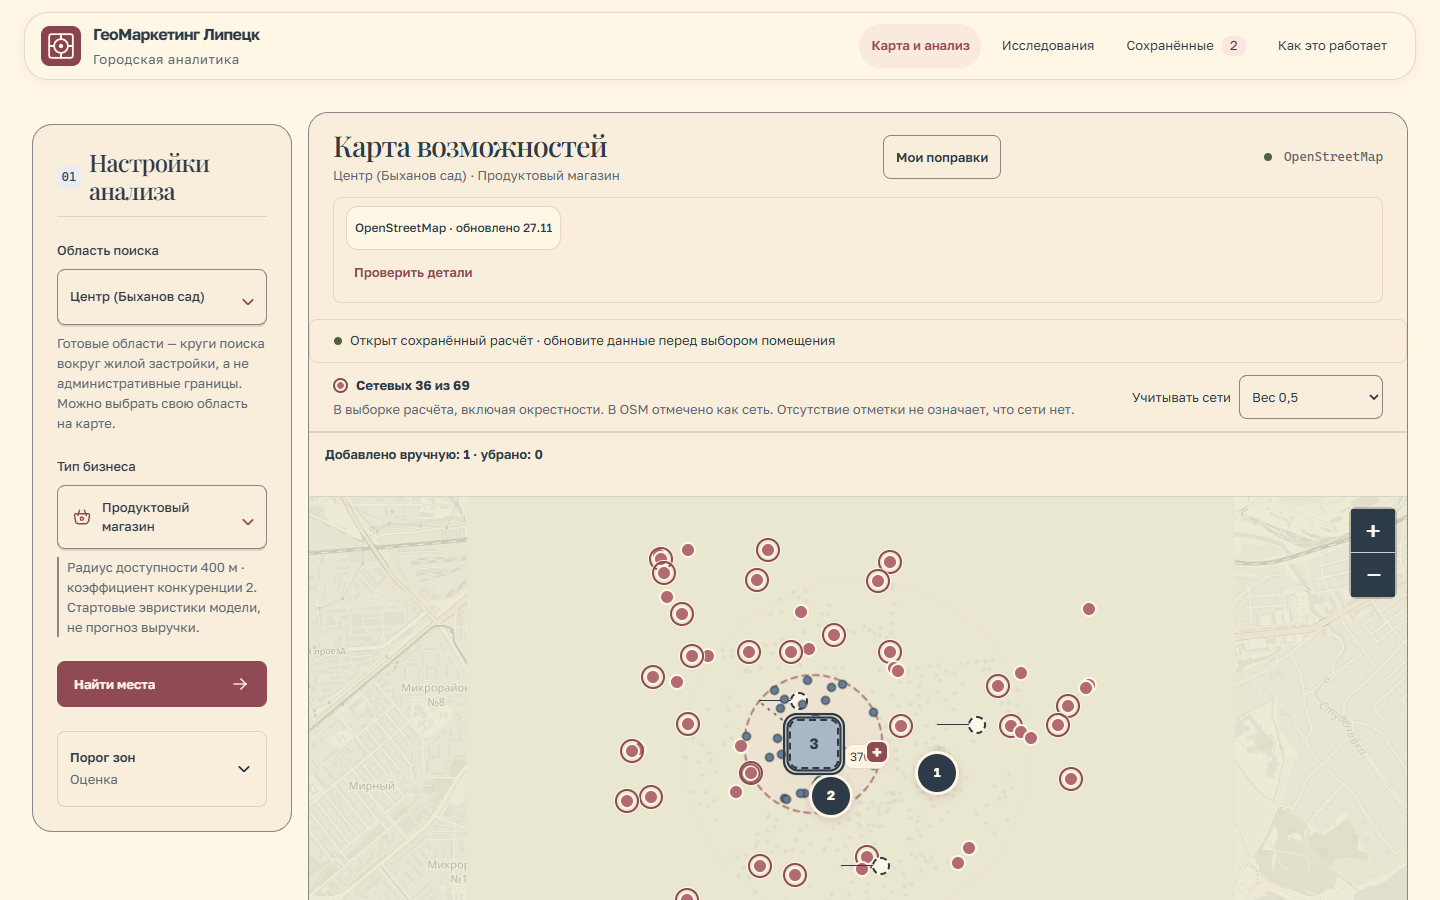 ГеоМаркетинг Липецк
Городская аналитика
Карта и анализ
Исследования
Сохранённые 2
Как это работает
01 Настройки
анализа
Область поиска
Центр (Быханов сад)
Готовые области — круги поиска
вокруг жилой застройки, а не
административные границы.
Можно выбрать свою область
на карте.
Тип бизнеса
Продуктовый
магазин
Радиус доступности 400 м ·
коэффициент конкуренции 2.
Стартовые эвристики модели,
не прогноз выручки.
Найти места
Порог зон
Оценка
Карта возможностей
Центр (Быханов сад) · Продуктовый магазин
Мои поправки
OpenStreetMap
OpenStreetMap · обновлено 27.11
Проверить детали
Открыт сохранённый расчёт · обновите данные перед выбором помещения
Сетевых 36 из 69
В выборке расчёта, включая окрестности. В OSM отмечено как сеть. Отсутствие отметки не означает, что сети нет.
Учитывать сети
Вес 0,5
Добавлено вручную: 1 · убрано: 0
+
−
Микрорайон
№8
Мирный
Студёновка
3
1
2